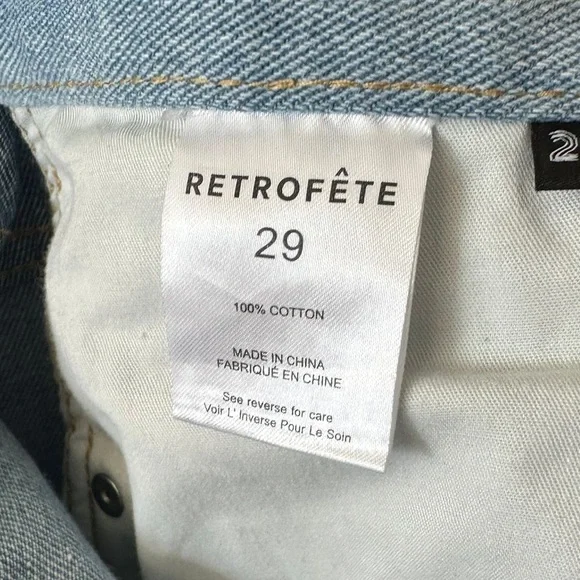 RETROFÊTE
29
100% COTTON
MADE IN CHINA
FABRIQUÉ EN CHINE
See reverse for care
Voir L' Inverse Pour Le Soin
2